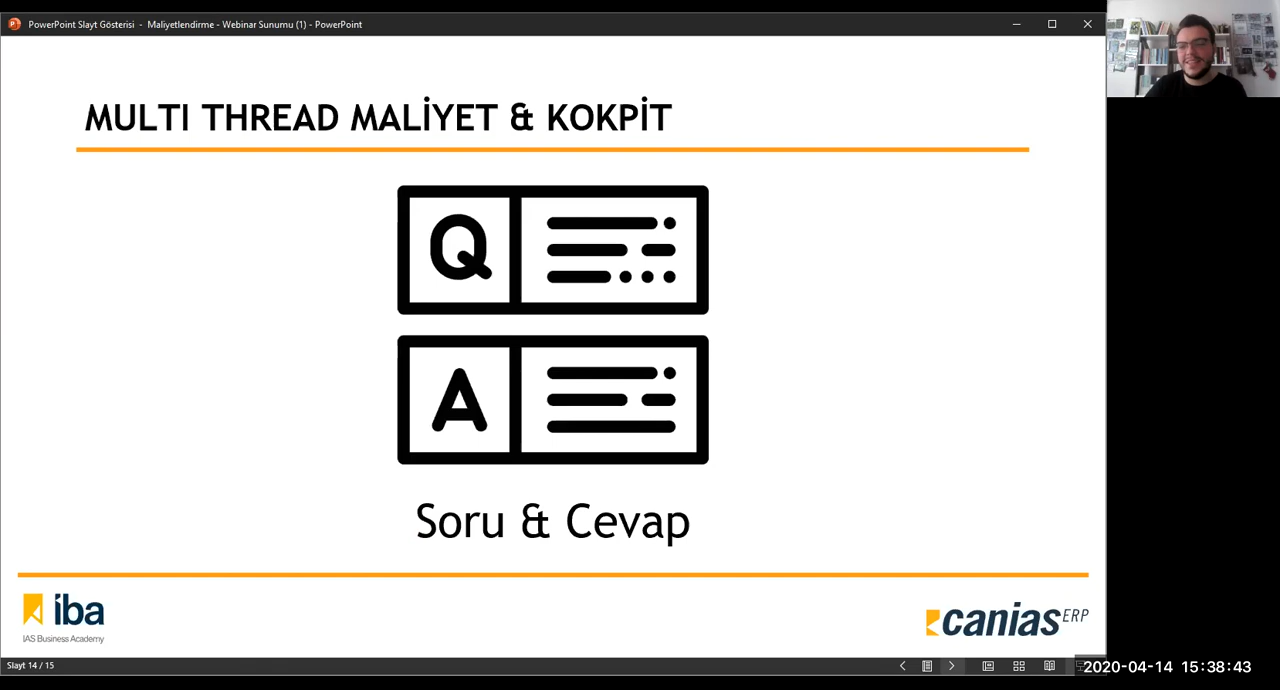 PowerPoint Slayt Gösterisi - Maliyetlendirme - Webinar Sunumu (1) - PowerPoint
MULTI THREAD MALİYET & KOKPİT
Q
A
Soru & Cevap
iba
IAS Business Academy
canias ERP
Slayt 14 / 15
2020-04-14 15:38:43